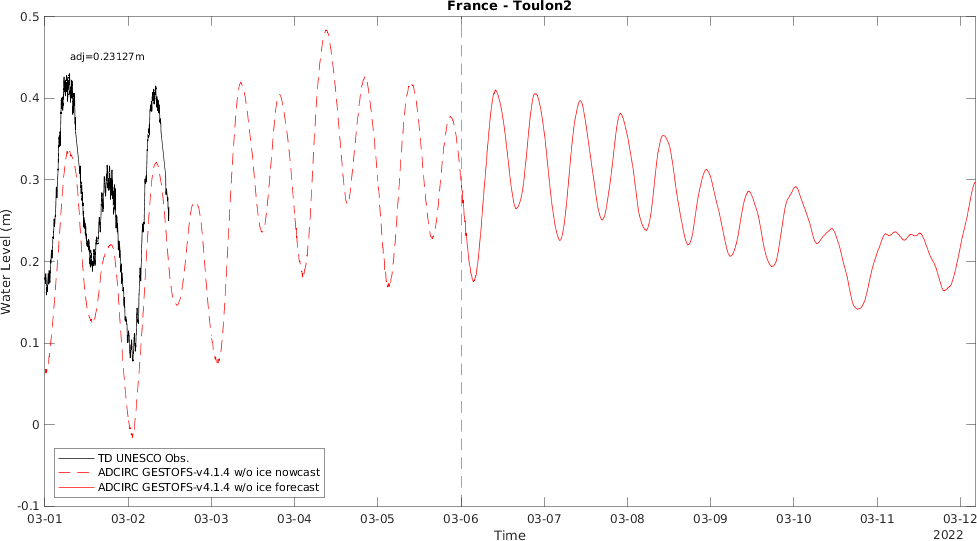 France - Toulon2
adj=0.23127m
0.5
0.4
0.3
0.2
0.1
0
-0.1
Water Level (m)
TD UNESCO Obs.
ADCIRC GESTOFS-v4.1.4 w/o ice nowcast
ADCIRC GESTOFS-v4.1.4 w/o ice forecast
03-01 03-02 03-03 03-04 03-05 03-06 03-07 03-08 03-09 03-10 03-11 03-12
Time
2022